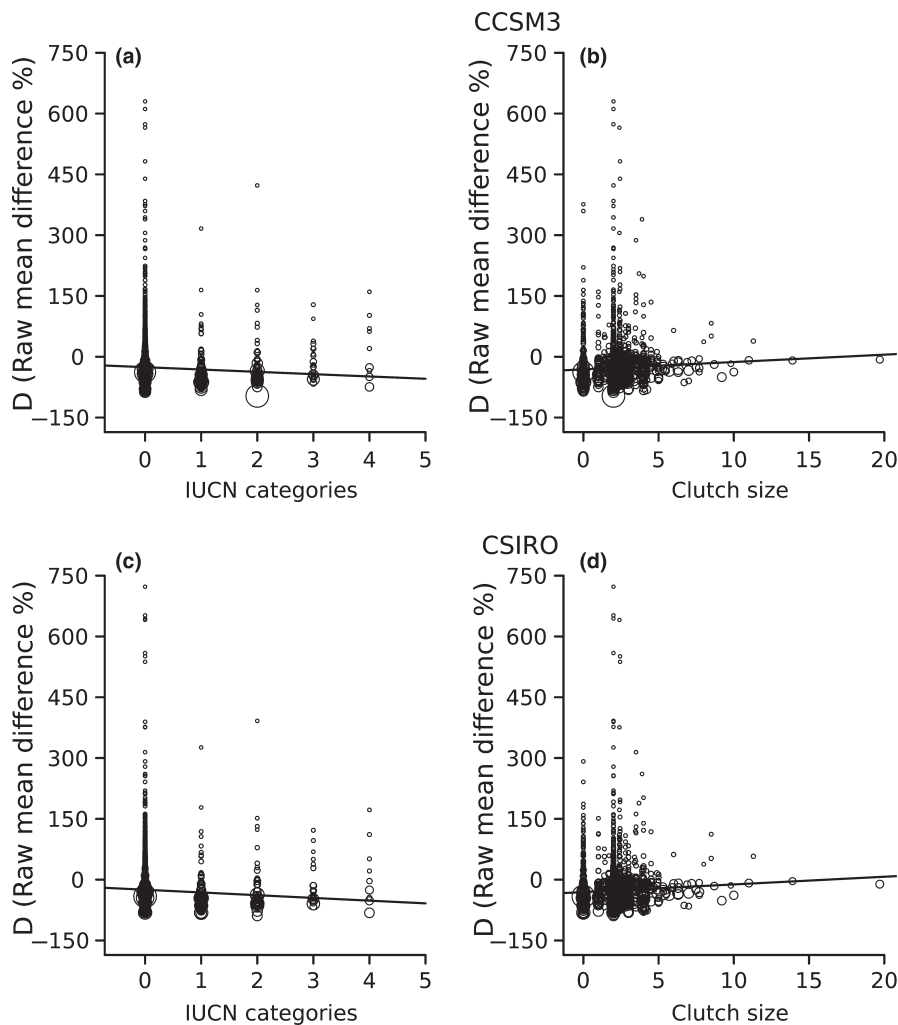 CCSM3
(a)
(b)
D (Raw mean difference %)
750
600
450
300
150
0
−150
0 1 2 3 4 5
IUCN categories
D (Raw mean difference %)
750
600
450
300
150
0
−150
0 5 10 15 20
Clutch size
CSIRO
(c)
(d)
D (Raw mean difference %)
750
600
450
300
150
0
−150
0 1 2 3 4 5
IUCN categories
D (Raw mean difference %)
750
600
450
300
150
0
−150
0 5 10 15 20
Clutch size